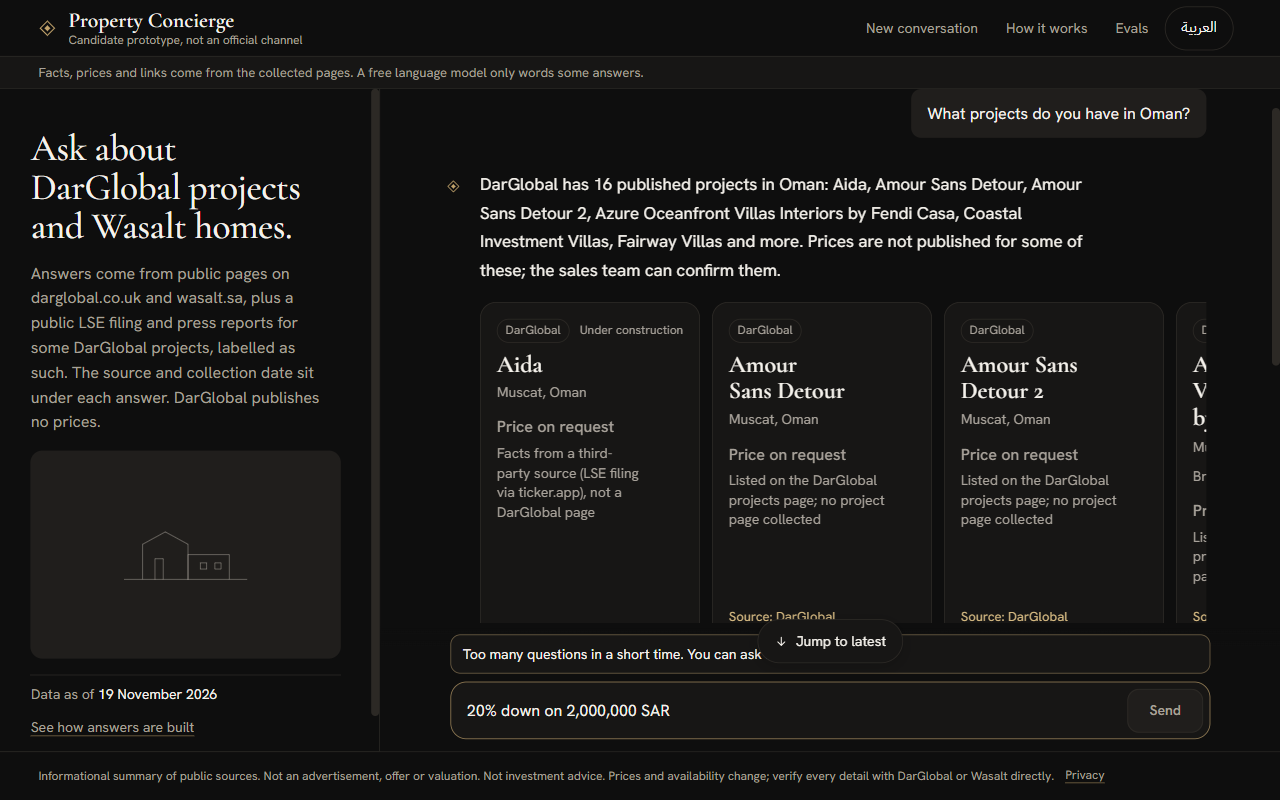 Property Concierge
Candidate prototype, not an official channel
New conversation
How it works
Evals
العربية
Facts, prices and links come from the collected pages. A free language model only words some answers.
Ask about
DarGlobal projects
and Wasalt homes.
Answers come from public pages on
darglobal.co.uk and wasalt.sa, plus a
public LSE filing and press reports for
some DarGlobal projects, labelled as
such. The source and collection date sit
under each answer. DarGlobal publishes
no prices.
Data as of 19 November 2026
See how answers are built
What projects do you have in Oman?
DarGlobal has 16 published projects in Oman: Aida, Amour Sans Detour, Amour
Sans Detour 2, Azure Oceanfront Villas Interiors by Fendi Casa, Coastal
Investment Villas, Fairway Villas and more. Prices are not published for some of
these; the sales team can confirm them.
DarGlobal
Under construction
Aida
Muscat, Oman
Price on request
Facts from a third-
party source (LSE filing
via ticker.app), not a
DarGlobal page
DarGlobal
Amour
Sans Detour
Muscat, Oman
Price on request
Listed on the DarGlobal
projects page; no project
page collected
Source: DarGlobal
DarGlobal
Amour Sans
Detour 2
Muscat, Oman
Price on request
Listed on the DarGlobal
projects page; no project
page collected
Source: DarGlobal
Jump to latest
Too many questions in a short time. You can ask
20% down on 2,000,000 SAR
Send
Informational summary of public sources. Not an advertisement, offer or valuation. Not investment advice. Prices and availability change; verify every detail with DarGlobal or Wasalt directly.
Privacy